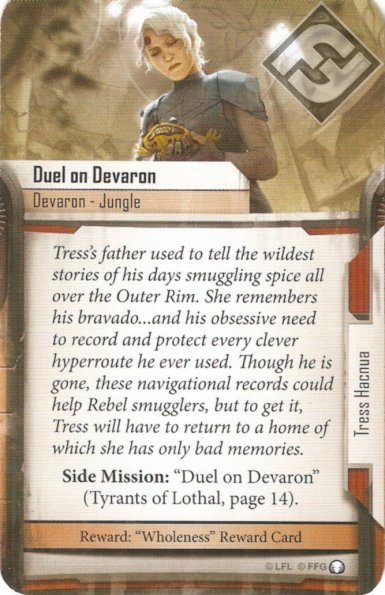 Duel on Devaron
Devaron - Jungle
Tress's father used to tell the wildest
stories of his days smuggling spice all
over the Outer Rim. She remembers
his bravado...and his obsessive need
to record and protect every clever
hyperroute he ever used. Though he is
gone, these navigational records could
help Rebel smugglers, but to get it,
Tress will have to return to a home of
which she has only bad memories.
Side Mission: “Duel on Devaron”
(Tyrants of Lothal, page 14).
Tress Hacnua
Reward: “Wholeness” Reward Card
© LFL © FFG